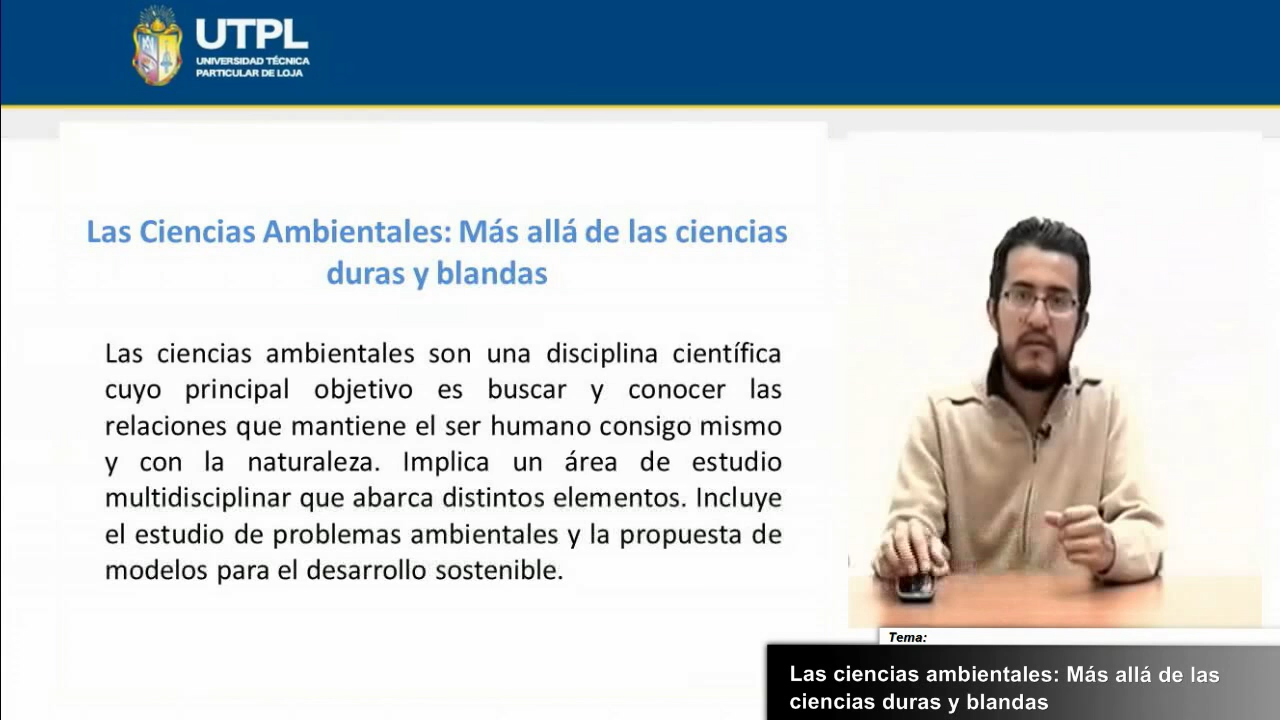 UTPL
UNIVERSIDAD TÉCNICA
PARTICULAR DE LOJA
Las Ciencias Ambientales: Más allá de las ciencias
duras y blandas
Las ciencias ambientales son una disciplina científica
cuyo principal objetivo es buscar y conocer las
relaciones que mantiene el ser humano consigo mismo
y con la naturaleza. Implica un área de estudio
multidisciplinar que abarca distintos elementos. Incluye
el estudio de problemas ambientales y la propuesta de
modelos para el desarrollo sostenible.
Tema:
Las ciencias ambientales: Más allá de las
ciencias duras y blandas